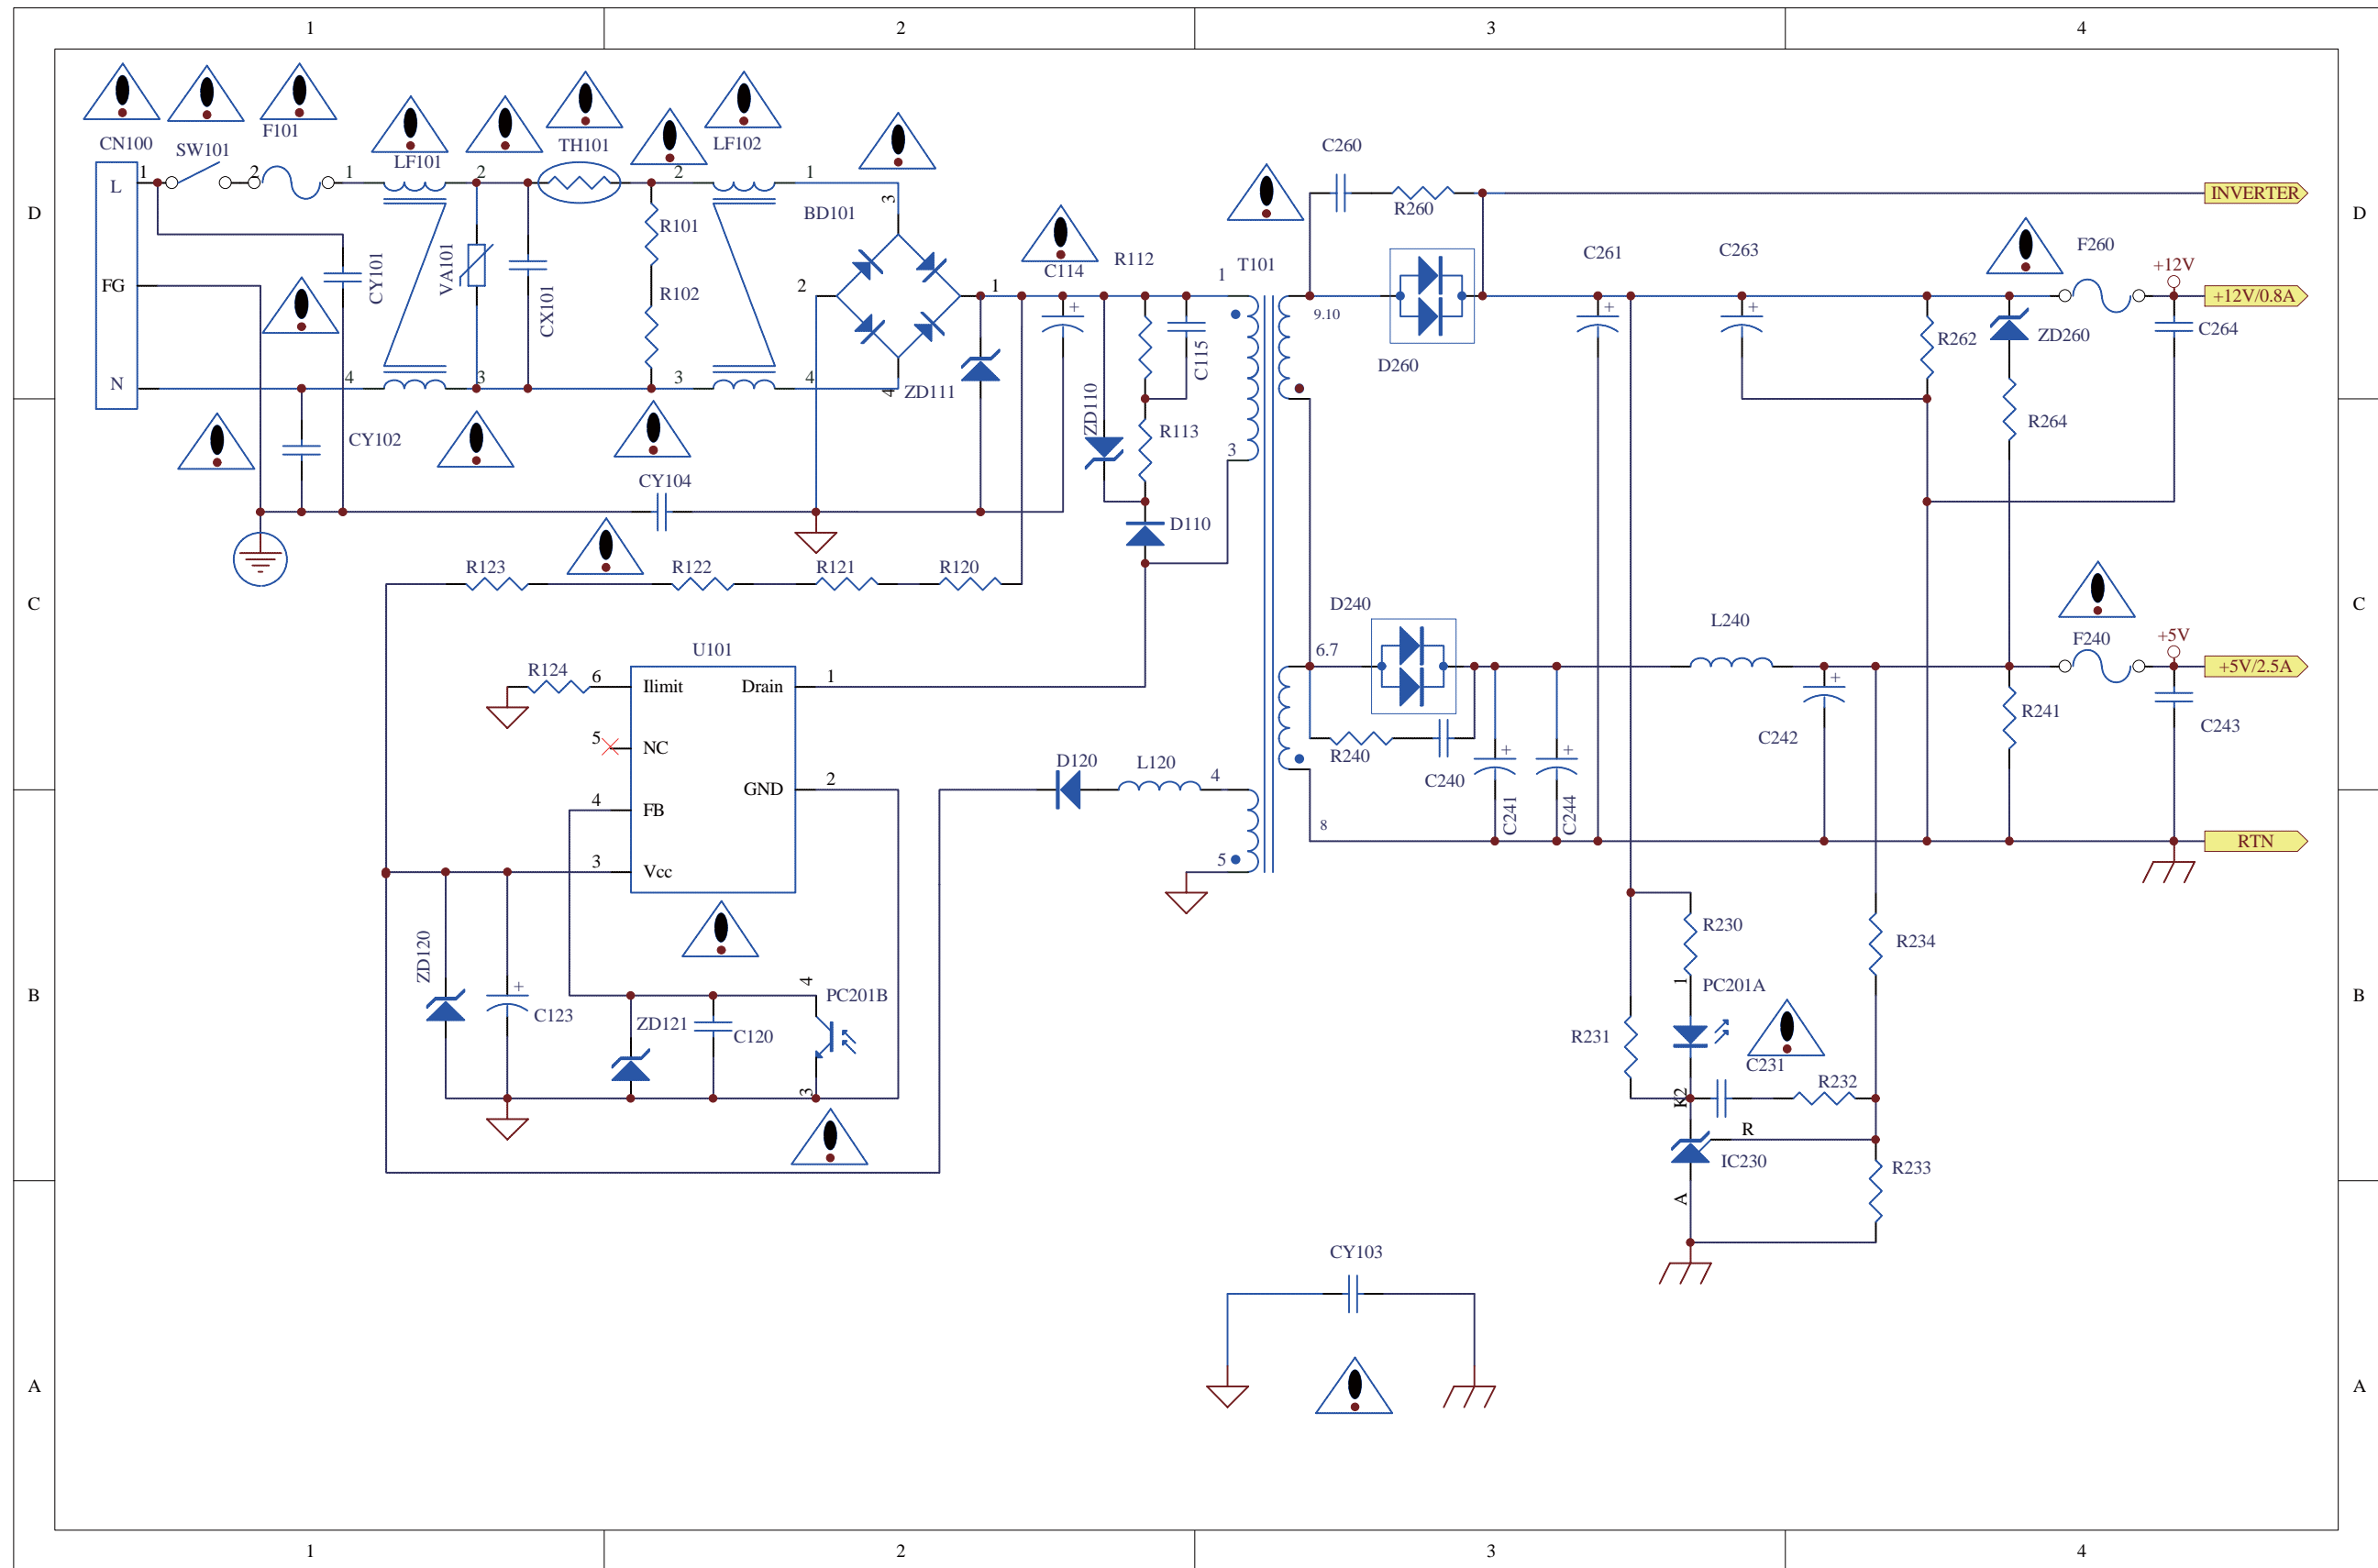 1 2 3 4
D D
C C
B B
A A
1 2 3 4
CN100
SW101
F101
L
FG
N
1
2
1
LF101
2
TH101
2
LF102
1
3
4
3
3
4
4
2
1
CY101
VA101
CX101
R101
R102
BD101
ZD111
CY102
CY104
C114
+
R112
C115
ZD110
R113
D110
R123
R122
R121
R120
U101
R124
6
Ilimit
Drain
1
5
NC
GND
2
4
FB
3
Vcc
ZD120
+
C123
ZD121
C120
4
PC201B
3
D120
L120
4
5
1
T101
3
9.10
6.7
8
C260
R260
D260
C261
+
C263
+
R262
ZD260
R264
F260
+12V
C264
INVERTER
+12V/0.8A
D240
R240
C240
+
C241
+
C244
L240
+
C242
R241
F240
+5V
C243
+5V/2.5A
RTN
R230
1
PC201A
R231
C231
K2
R232
R234
R
IC230
R233
A
CY103